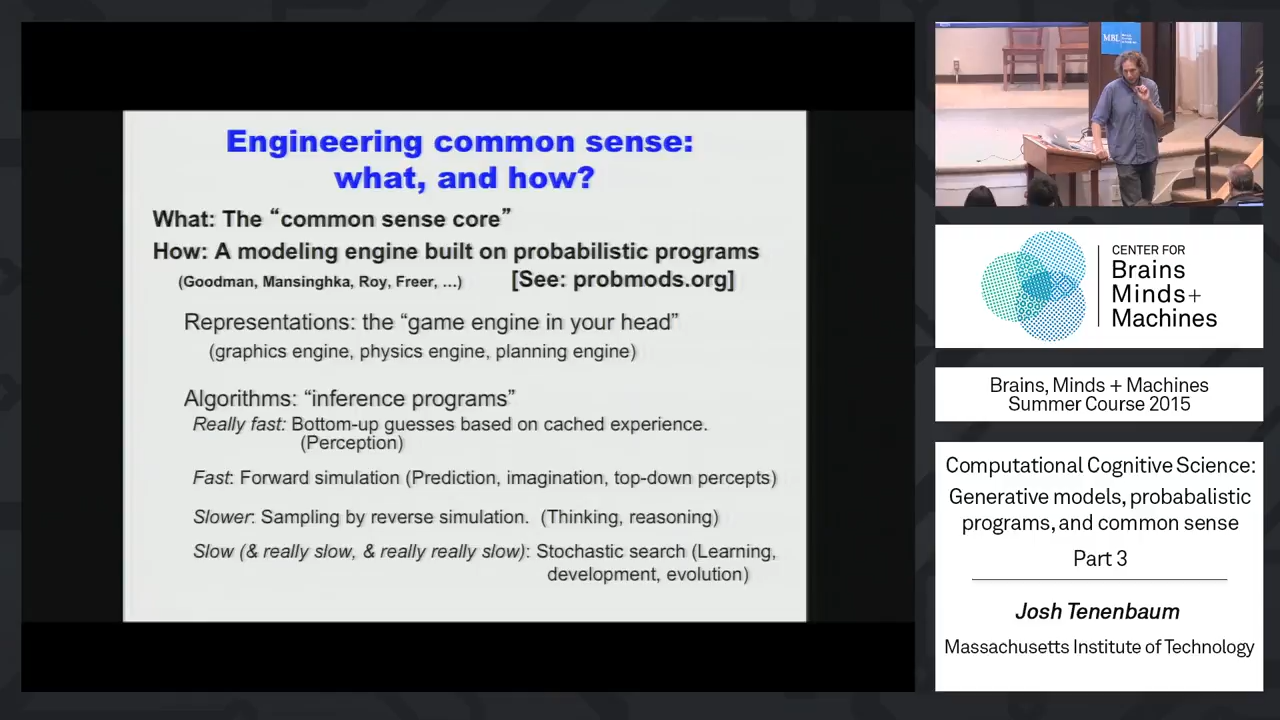 Engineering common sense:
what, and how?
What: The “common sense core”
How: A modeling engine built on probabilistic programs
(Goodman, Mansinghka, Roy, Freer, ...) [See: probmods.org]
Representations: the “game engine in your head”
(graphics engine, physics engine, planning engine)
Algorithms: “inference programs”
Really fast: Bottom-up guesses based on cached experience.
(Perception)
Fast: Forward simulation (Prediction, imagination, top-down percepts)
Slower: Sampling by reverse simulation. (Thinking, reasoning)
Slow (& really slow, & really really slow): Stochastic search (Learning,
development, evolution)
MBL
CENTER FOR
Brains
Minds+
Machines
Brains, Minds + Machines
Summer Course 2015
Computational Cognitive Science:
Generative models, probabalistic
programs, and common sense
Part 3
Josh Tenenbaum
Massachusetts Institute of Technology